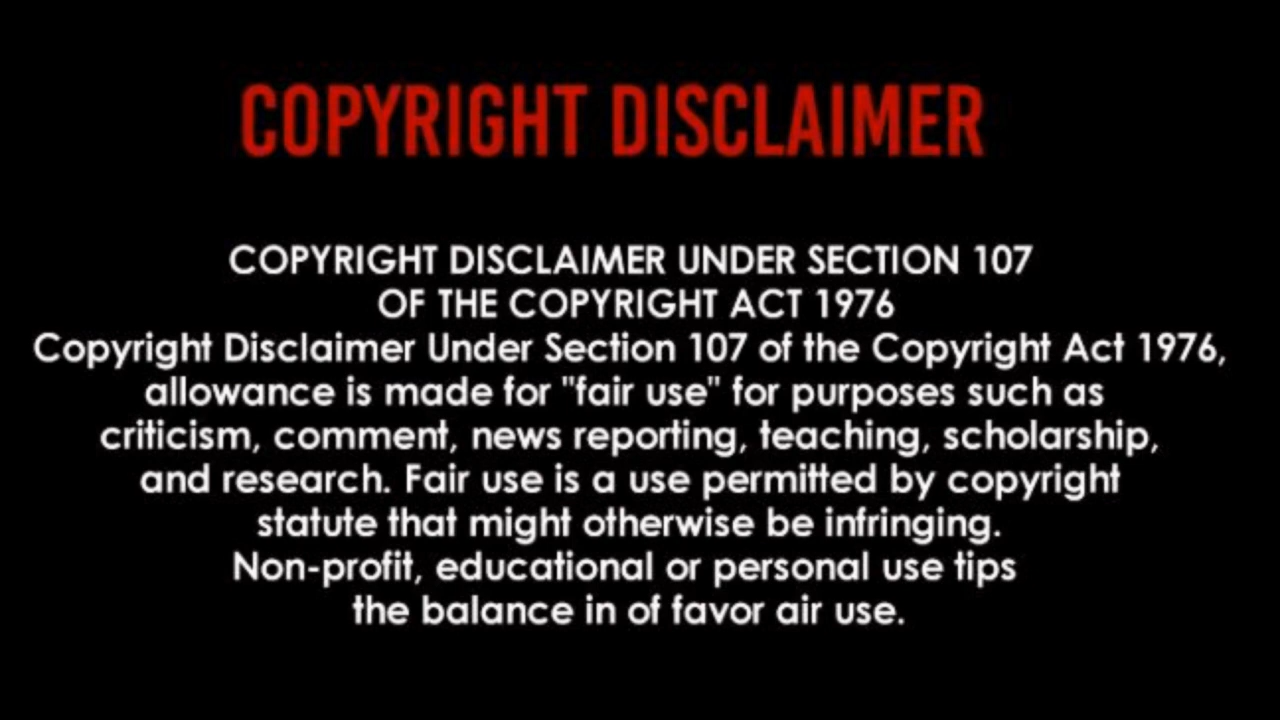 COPYRIGHT DISCLAIMER
COPYRIGHT DISCLAIMER UNDER SECTION 107
OF THE COPYRIGHT ACT 1976
Copyright Disclaimer Under Section 107 of the Copyright Act 1976,
allowance is made for "fair use" for purposes such as
criticism, comment, news reporting, teaching, scholarship,
and research. Fair use is a use permitted by copyright
statute that might otherwise be infringing.
Non-profit, educational or personal use tips
the balance in of favor air use.